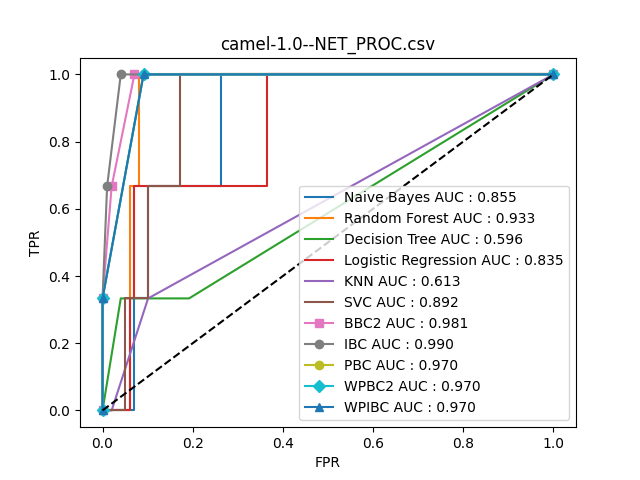 camel-1.0--NET_PROC.csv
1.0
0.8
0.6
0.4
0.2
0.0
TPR
Naive Bayes AUC : 0.855
Random Forest AUC : 0.933
Decision Tree AUC : 0.596
Logistic Regression AUC : 0.835
KNN AUC : 0.613
SVC AUC : 0.892
BBC2 AUC : 0.981
IBC AUC : 0.990
PBC AUC : 0.970
WPBC2 AUC : 0.970
WPIBC AUC : 0.970
0.0 0.2 0.4 0.6 0.8 1.0
FPR